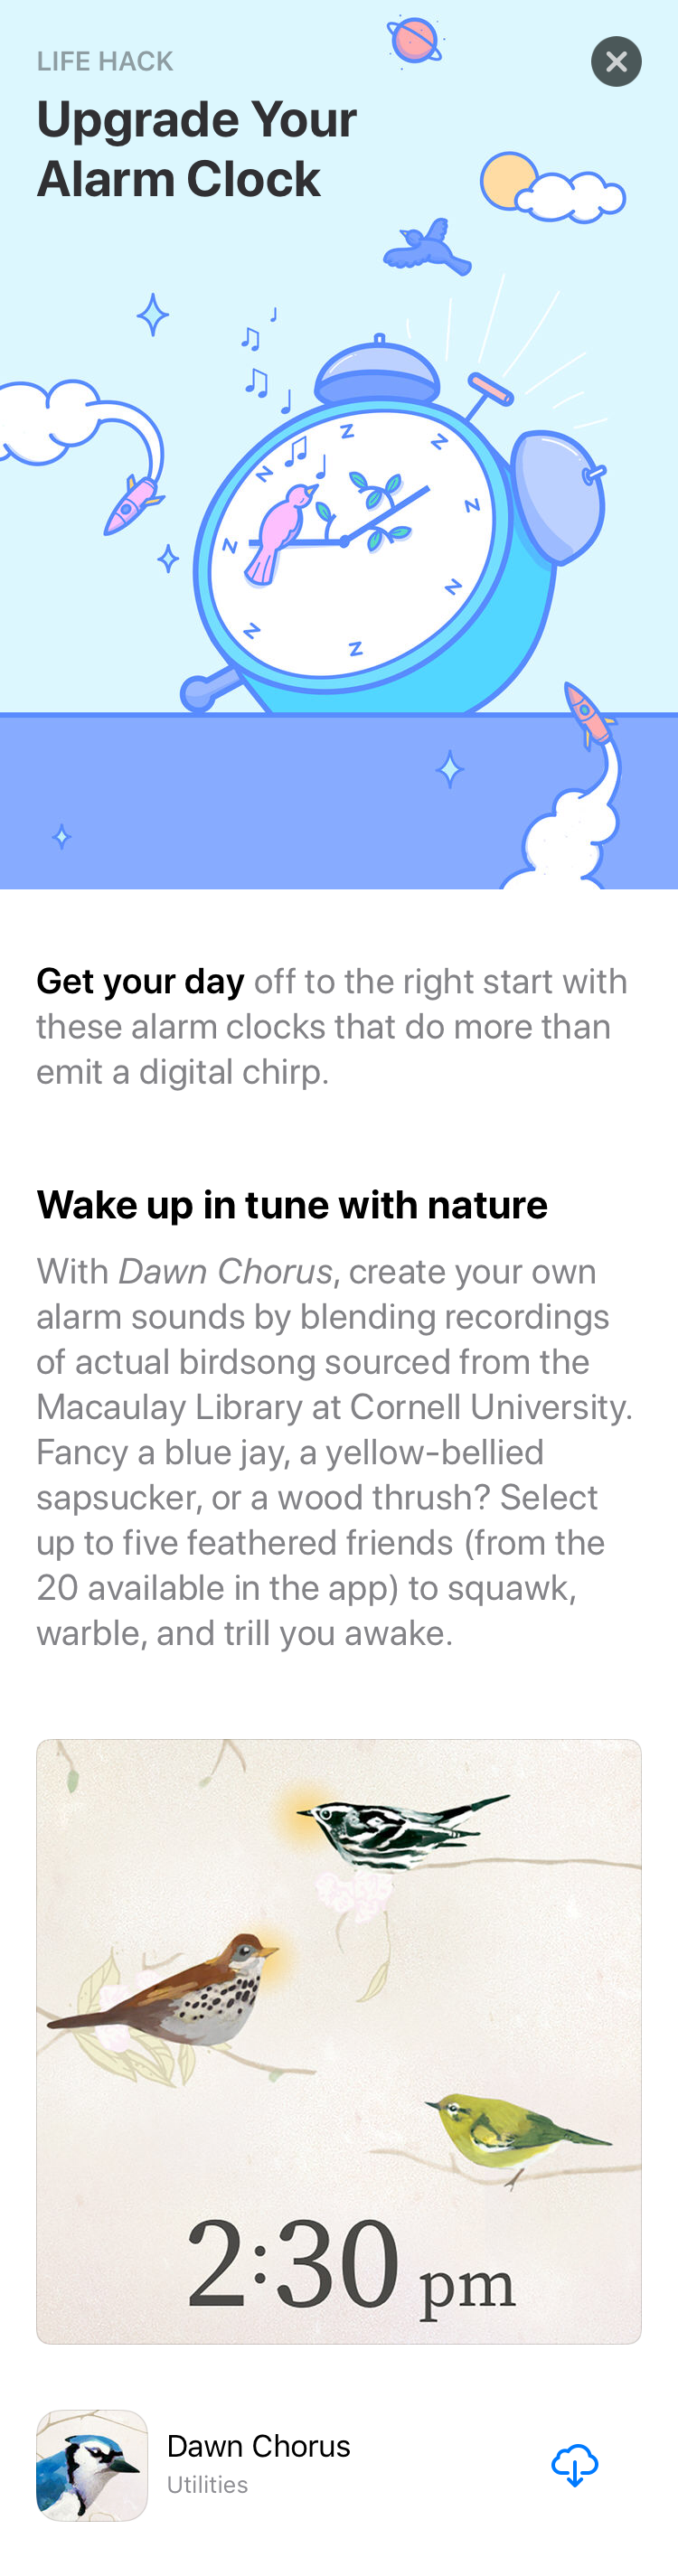 LIFE HACK
Upgrade Your
Alarm Clock
z
z
z
z
z
z
z
z
Get your day off to the right start with
these alarm clocks that do more than
emit a digital chirp.
Wake up in tune with nature
With Dawn Chorus, create your own
alarm sounds by blending recordings
of actual birdsong sourced from the
Macaulay Library at Cornell University.
Fancy a blue jay, a yellow-bellied
sapsucker, or a wood thrush? Select
up to five feathered friends (from the
20 available in the app) to squawk,
warble, and trill you awake.
2:30 pm
Dawn Chorus
Utilities